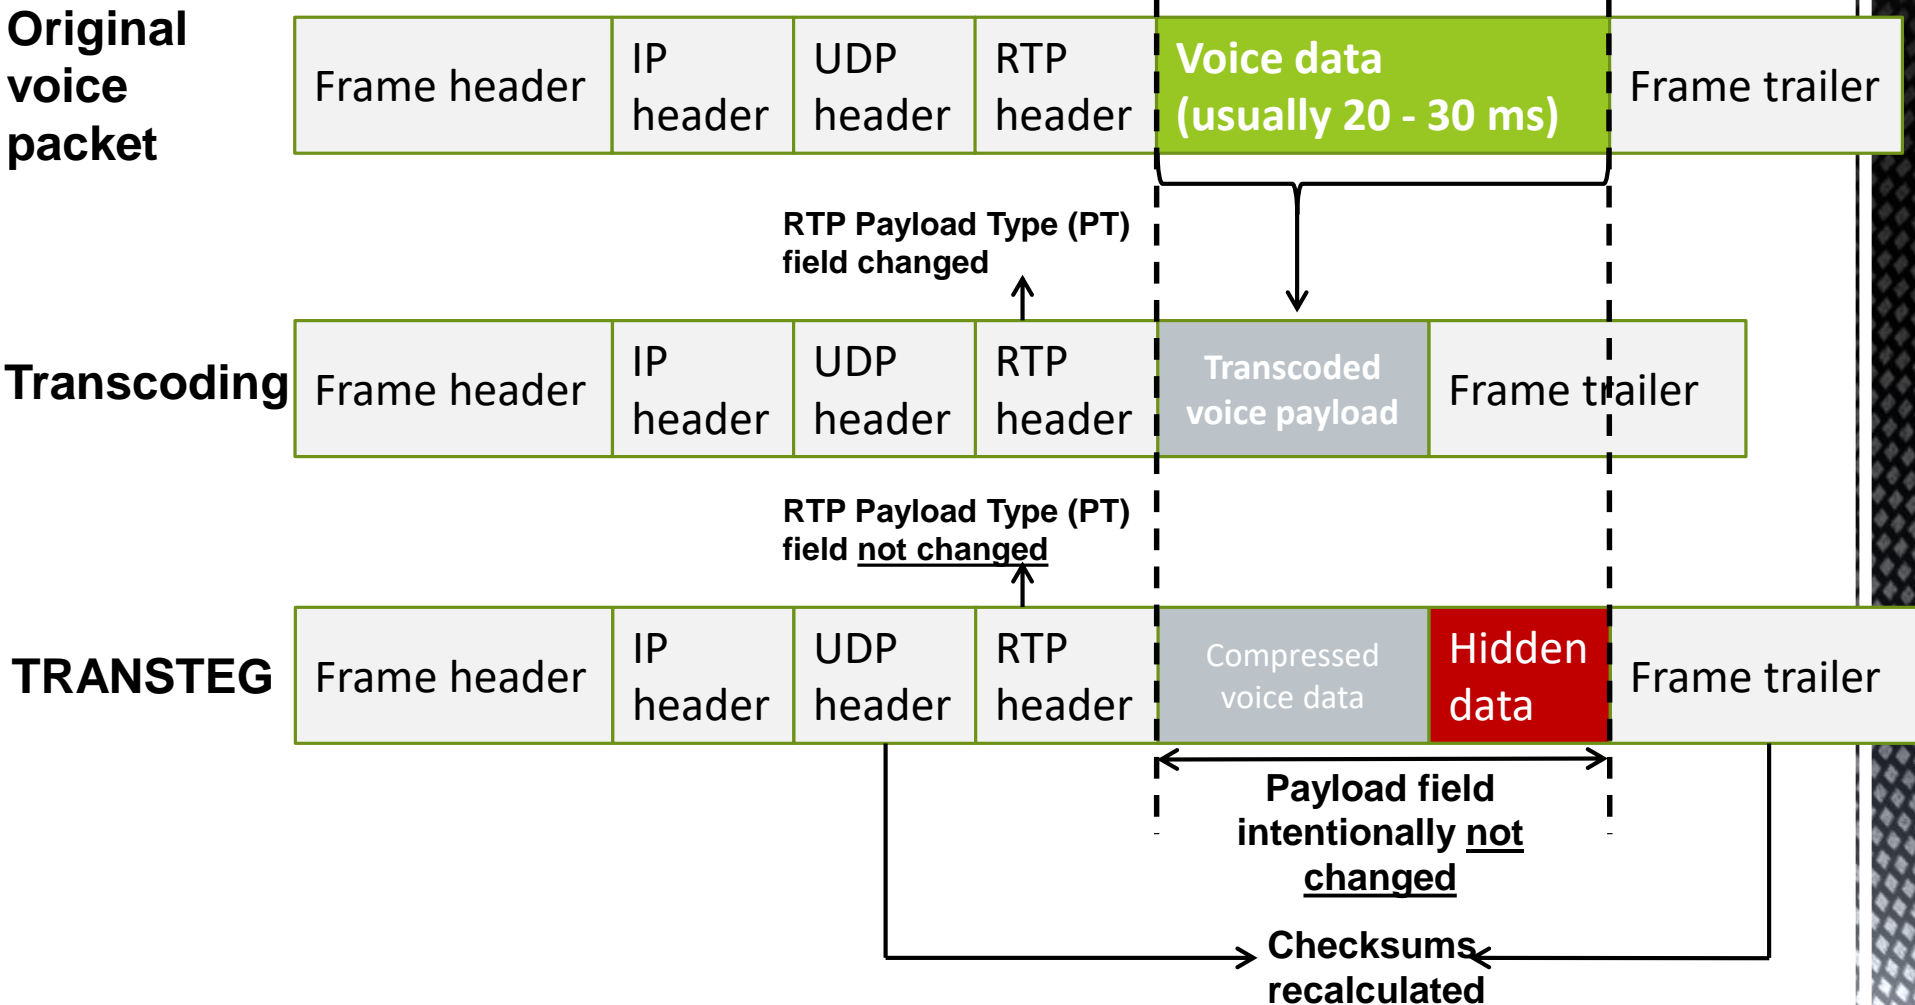 Original
voice
packet
Frame header
IP
header
UDP
header
RTP
header
Voice data
(usually 20 - 30 ms)
Frame trailer
RTP Payload Type (PT)
field changed
Transcoding
Frame header
IP
header
UDP
header
RTP
header
Transcoded
voice payload
Frame trailer
RTP Payload Type (PT)
field not changed
TRANSTEG
Frame header
IP
header
UDP
header
RTP
header
Compressed
voice data
Hidden
data
Frame trailer
Payload field
intentionally not
changed
Checksums
recalculated